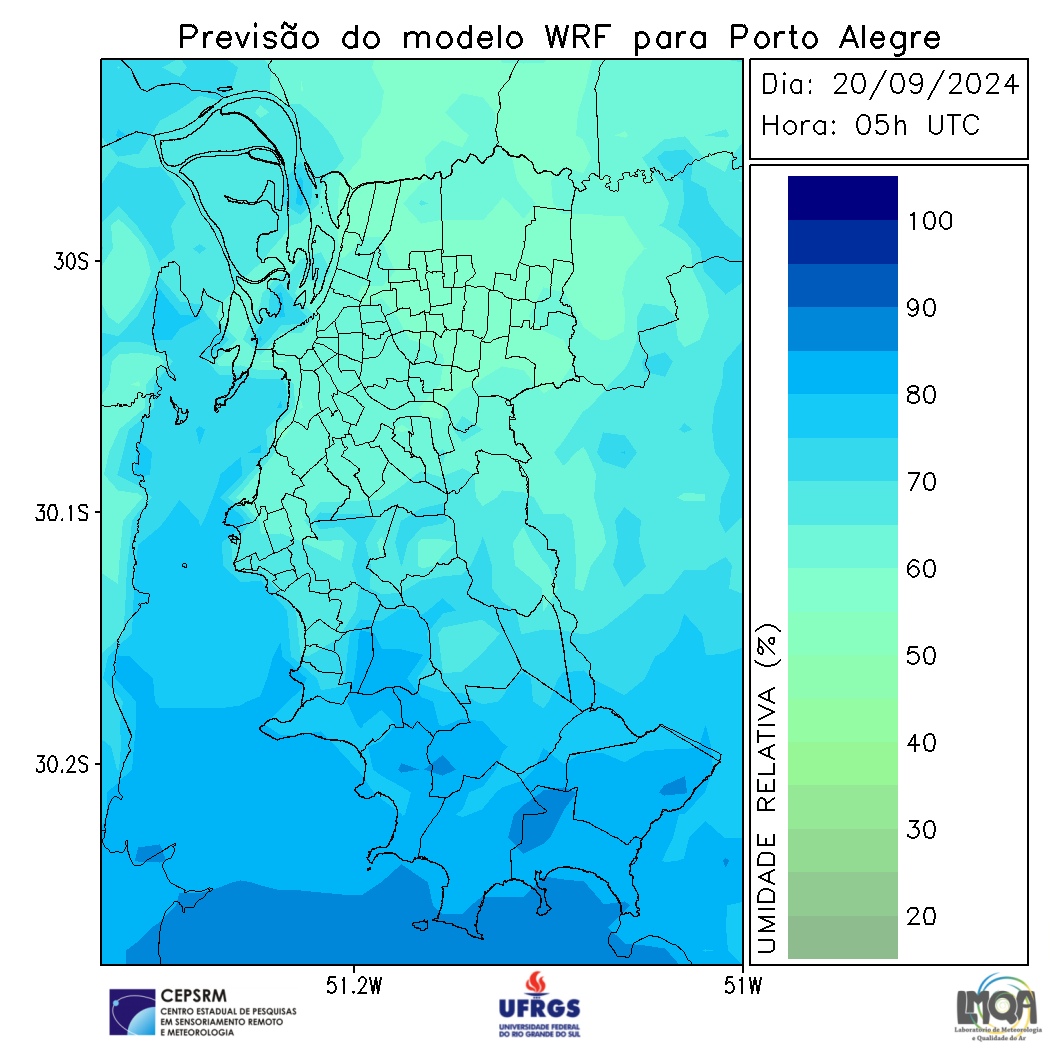 Previsão do modelo WRF para Porto Alegre
Dia: 20/09/2024
Hora: 05h UTC
30S
30.1S
30.2S
51.2W
51W
100
90
80
70
60
50
40
30
20
UMIDADE RELATIVA (%)
CEPSRM
CENTRO ESTADUAL DE PESQUISAS
EM SENSORIAMENTO REMOTO
E METEOROLOGIA
UFRGS
UNIVERSIDADE FEDERAL
DO RIO GRANDE DO SUL
LMQA
Laboratório de Meteorologia
e Qualidade do Ar